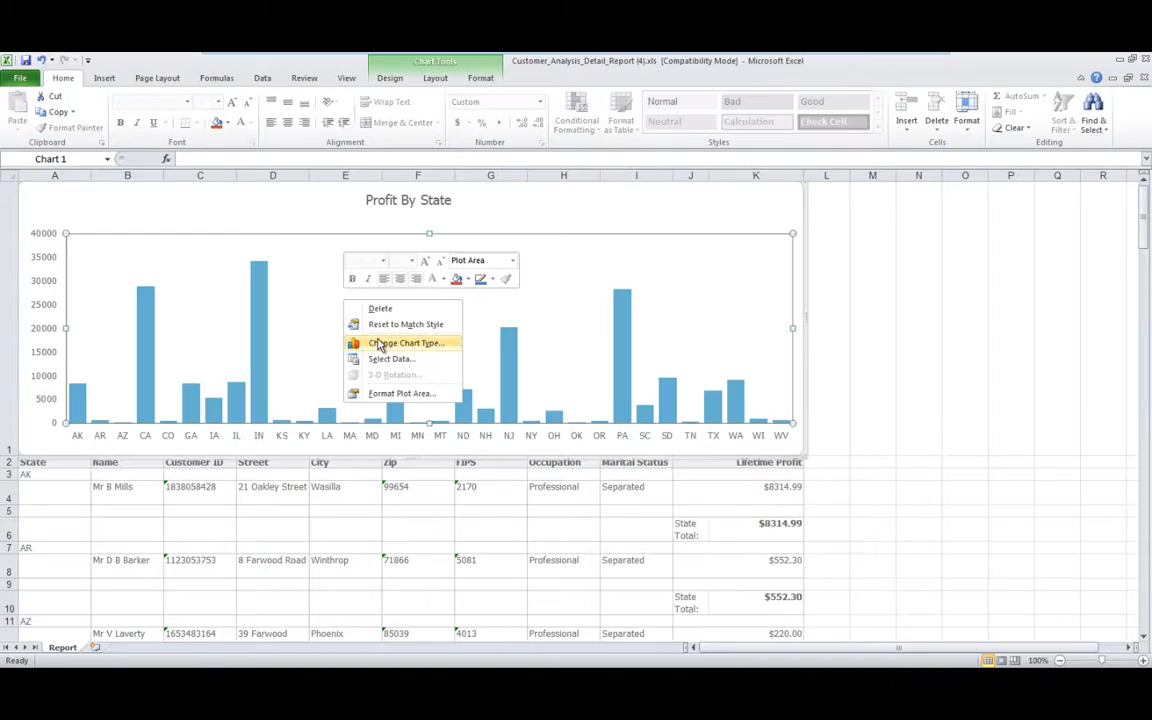 Chart Tools
Customer_Analysis_Detail_Report (4).xls [Compatibility Mode] - Microsoft Excel
File Home Insert Page Layout Formulas Data Review View Design Layout Format
Cut
Copy
Format Painter
Paste
Clipboard
Font
Wrap Text
Merge & Center
Alignment
Custom
Number
Conditional Formatting
Format as Table
Normal Bad Good
Neutral Calculation Check Cell
Styles
Insert Delete Format
Cells
AutoSum
Fill
Clear
Sort & Filter
Find & Select
Editing
Chart 1
A B C D E F G H I J K L M N O P Q R
Profit By State
40000
35000
30000
25000
20000
15000
10000
5000
0
AK AR AZ CA CO GA IA IL IN KS KY LA MA MD MI MN MT ND NH NJ NY OH OK OR PA SC SD TN TX WA WI WV
Plot Area
Delete
Reset to Match Style
Change Chart Type...
Select Data...
3-D Rotation...
Format Plot Area...
1
2 State Name Customer ID Street City Zip FIPS Occupation Marital Status Lifetime Profit
3 AK
4 Mr B Mills 1838058428 21 Oakley Street Wasilla 99654 2170 Professional Separated $8314.99
5
6 State Total: $8314.99
7 AR
8 Mr D B Barker 1123053753 8 Farwood Road Winthrop 71866 5081 Professional Separated $552.30
9
10 State Total: $552.30
11 AZ
Mr V Laverty 1653483164 39 Farwood Phoenix 85039 4013 Professional Separated $220.00
Report
Ready
100%